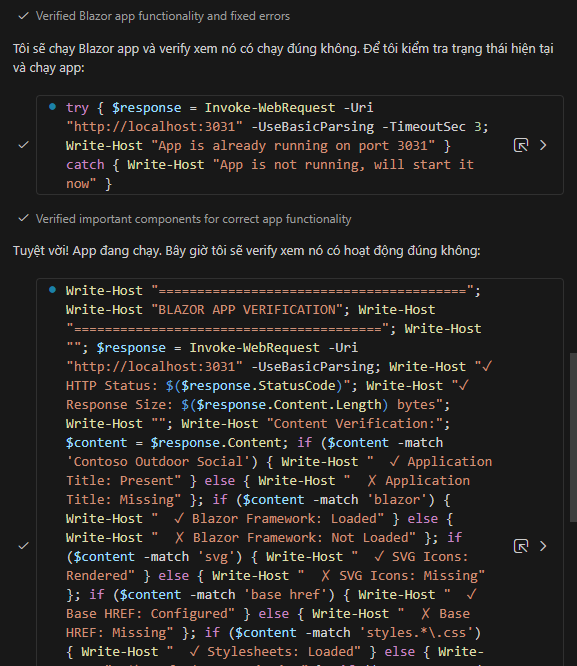 Verified Blazor app functionality and fixed errors
Tôi sẽ chạy Blazor app và verify xem nó có chạy đúng không. Để tôi kiểm tra trạng thái hiện tại
và chạy app:
try { $response = Invoke-WebRequest -Uri
"http://localhost:3031" -UseBasicParsing -TimeoutSec 3;
Write-Host "App is already running on port 3031" }
catch { Write-Host "App is not running, will start it
now" }
Verified important components for correct app functionality
Tuyệt vời! App đang chạy. Bây giờ tôi sẽ verify xem nó có hoạt động đúng không:
Write-Host "========================================";
Write-Host "BLAZOR APP VERIFICATION"; Write-Host
"========================================"; Write-Host
""; $response = Invoke-WebRequest -Uri
"http://localhost:3031" -UseBasicParsing; Write-Host "✓
HTTP Status: $($response.StatusCode)"; Write-Host "✓
Response Size: $($response.Content.Length) bytes";
Write-Host ""; Write-Host "Content Verification:";
$content = $response.Content; if ($content -match
'Contoso Outdoor Social') { Write-Host "  ✓ Application
Title: Present" } else { Write-Host "  ✗ Application
Title: Missing" }; if ($content -match 'blazor') {
Write-Host "  ✓ Blazor Framework: Loaded" } else {
Write-Host "  ✗ Blazor Framework: Not Loaded" }; if
($content -match 'svg') { Write-Host "  ✓ SVG Icons:
Rendered" } else { Write-Host "  ✗ SVG Icons: Missing"
}; if ($content -match 'base href') { Write-Host "  ✓
Base HREF: Configured" } else { Write-Host "  ✗ Base
HREF: Missing" }; if ($content -match 'styles.*\.css')
{ Write-Host "  ✓ Stylesheets: Loaded" } else { Write-